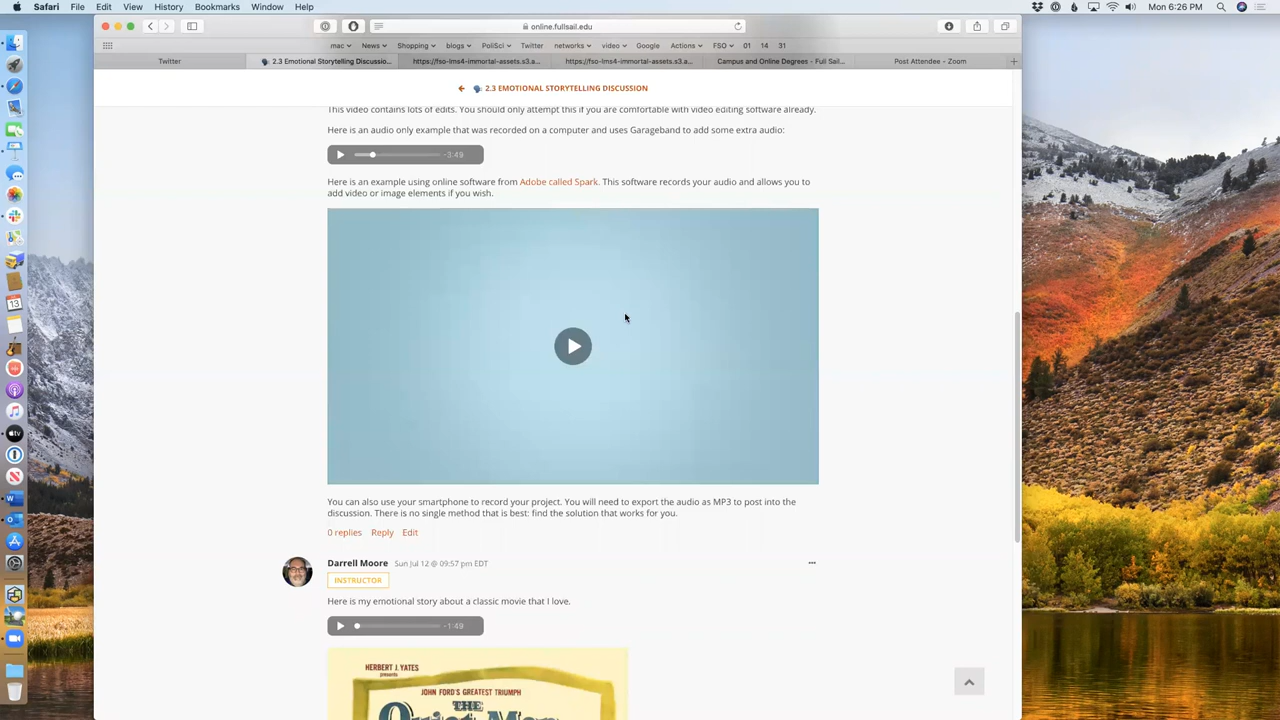 Safari File Edit View History Bookmarks Window Help Mon 6:26 PM
online.fullsail.edu
mac News Shopping blogs PoliSci Twitter networks video Google Actions FSO 01 14 31
Twitter 2.3 Emotional Storytelling Discussio... https://fso-lms4-immortal-assets.s3.a... https://fso-lms4-immortal-assets.s3.a... Campus and Online Degrees - Full Sai... Post Attendee - Zoom
2.3 EMOTIONAL STORYTELLING DISCUSSION
This video contains lots of edits. You should only attempt this if you are comfortable with video editing software already.
Here is an audio only example that was recorded on a computer and uses Garageband to add some extra audio:
-3:49
Here is an example using online software from Adobe called Spark. This software records your audio and allows you to
add video or image elements if you wish.
You can also use your smartphone to record your project. You will need to export the audio as MP3 to post into the
discussion. There is no single method that is best: find the solution that works for you.
0 replies Reply Edit
Darrell Moore Sun Jul 12 @ 09:57 pm EDT
INSTRUCTOR
Here is my emotional story about a classic movie that I love.
-1:49
HERBERT J. YATES
presents
JOHN FORD'S GREATEST TRIUMPH
THE
Quiet Man
13
tv